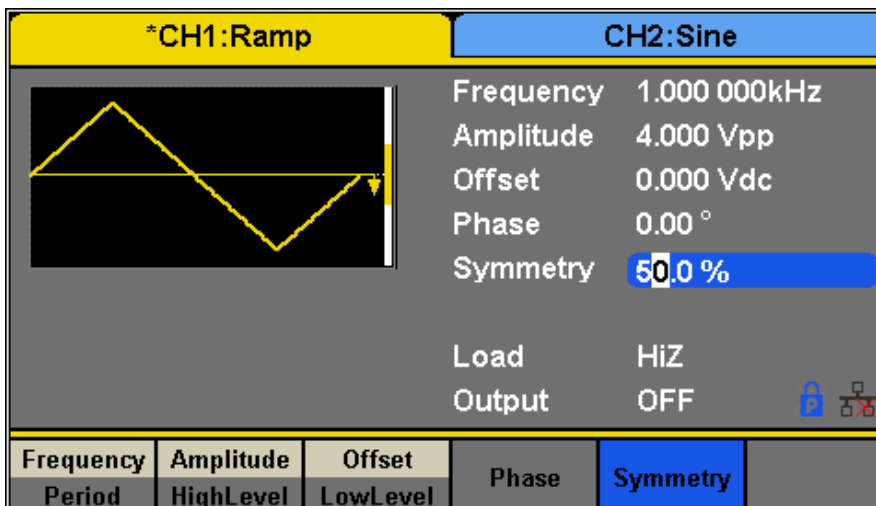 *CH1:Ramp
CH2:Sine
Frequency 1.000 000kHz
Amplitude 4.000 Vpp
Offset 0.000 Vdc
Phase 0.00 °
Symmetry 50.0 %
Load HiZ
Output OFF
P
Frequency Amplitude Offset Phase Symmetry
Period HighLevel LowLevel